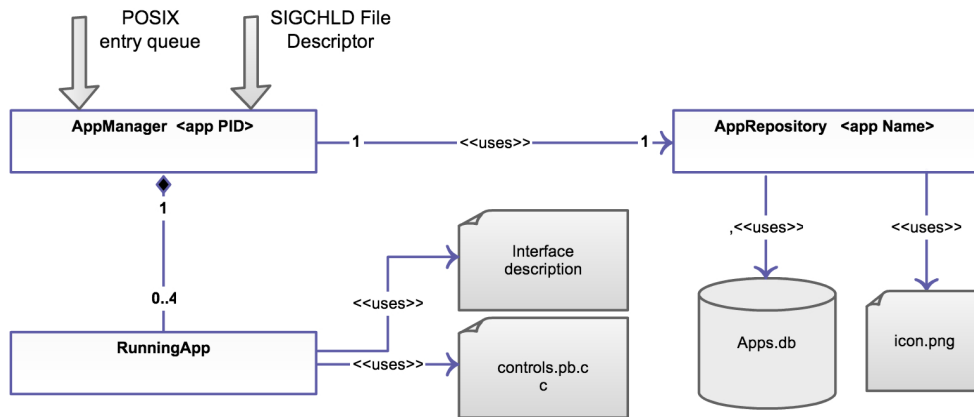 POSIX
entry queue
SIGCHLD File
Descriptor
AppManager <app PID>
AppRepository <app Name>
1
<<uses>>
1
1
,<<uses>>
<<uses>>
Interface
description
<<uses>>
0..4
RunningApp
<<uses>>
controls.pb.c
c
Apps.db
icon.png